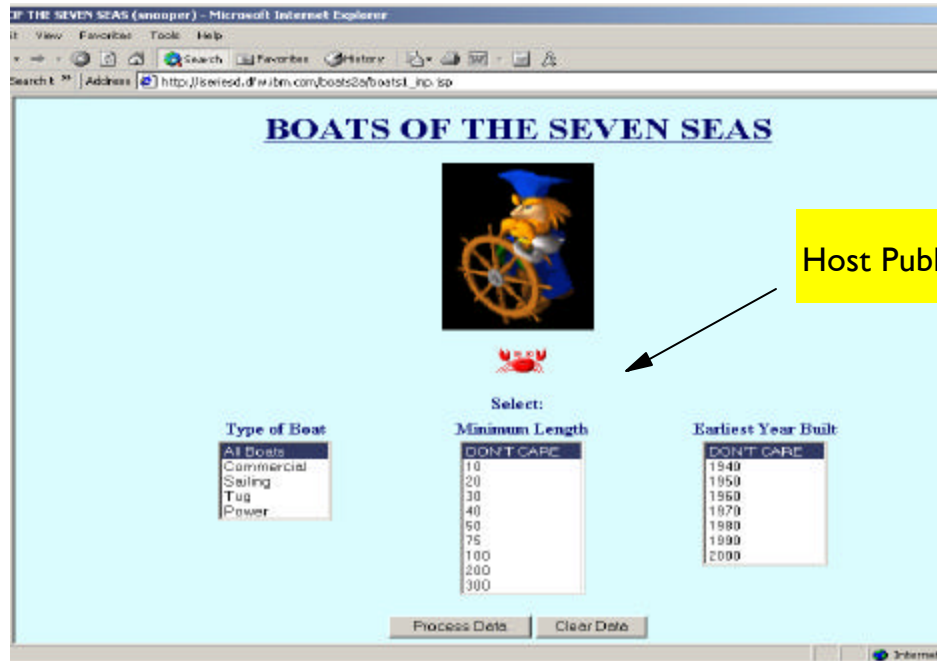 OF THE SEVEN SEAS (snooper) - Microsoft Internet Explorer
it View Favorites Tools Help
Search Favorites History
Search t » Address http://iseriesd.dfw.ibm.com/boats2a/boats1_inp.jsp
BOATS OF THE SEVEN SEAS
Host Publ
Select:
Type of Boat Minimum Length Earliest Year Built
All Boats DON'T CARE DON'T CARE
Commercial 10 1940
Sailing 20 1950
Tug 30 1960
Power 40 1970
50 1980
75 1990
100 2000
200
300
Process Data Clear Data
Internet